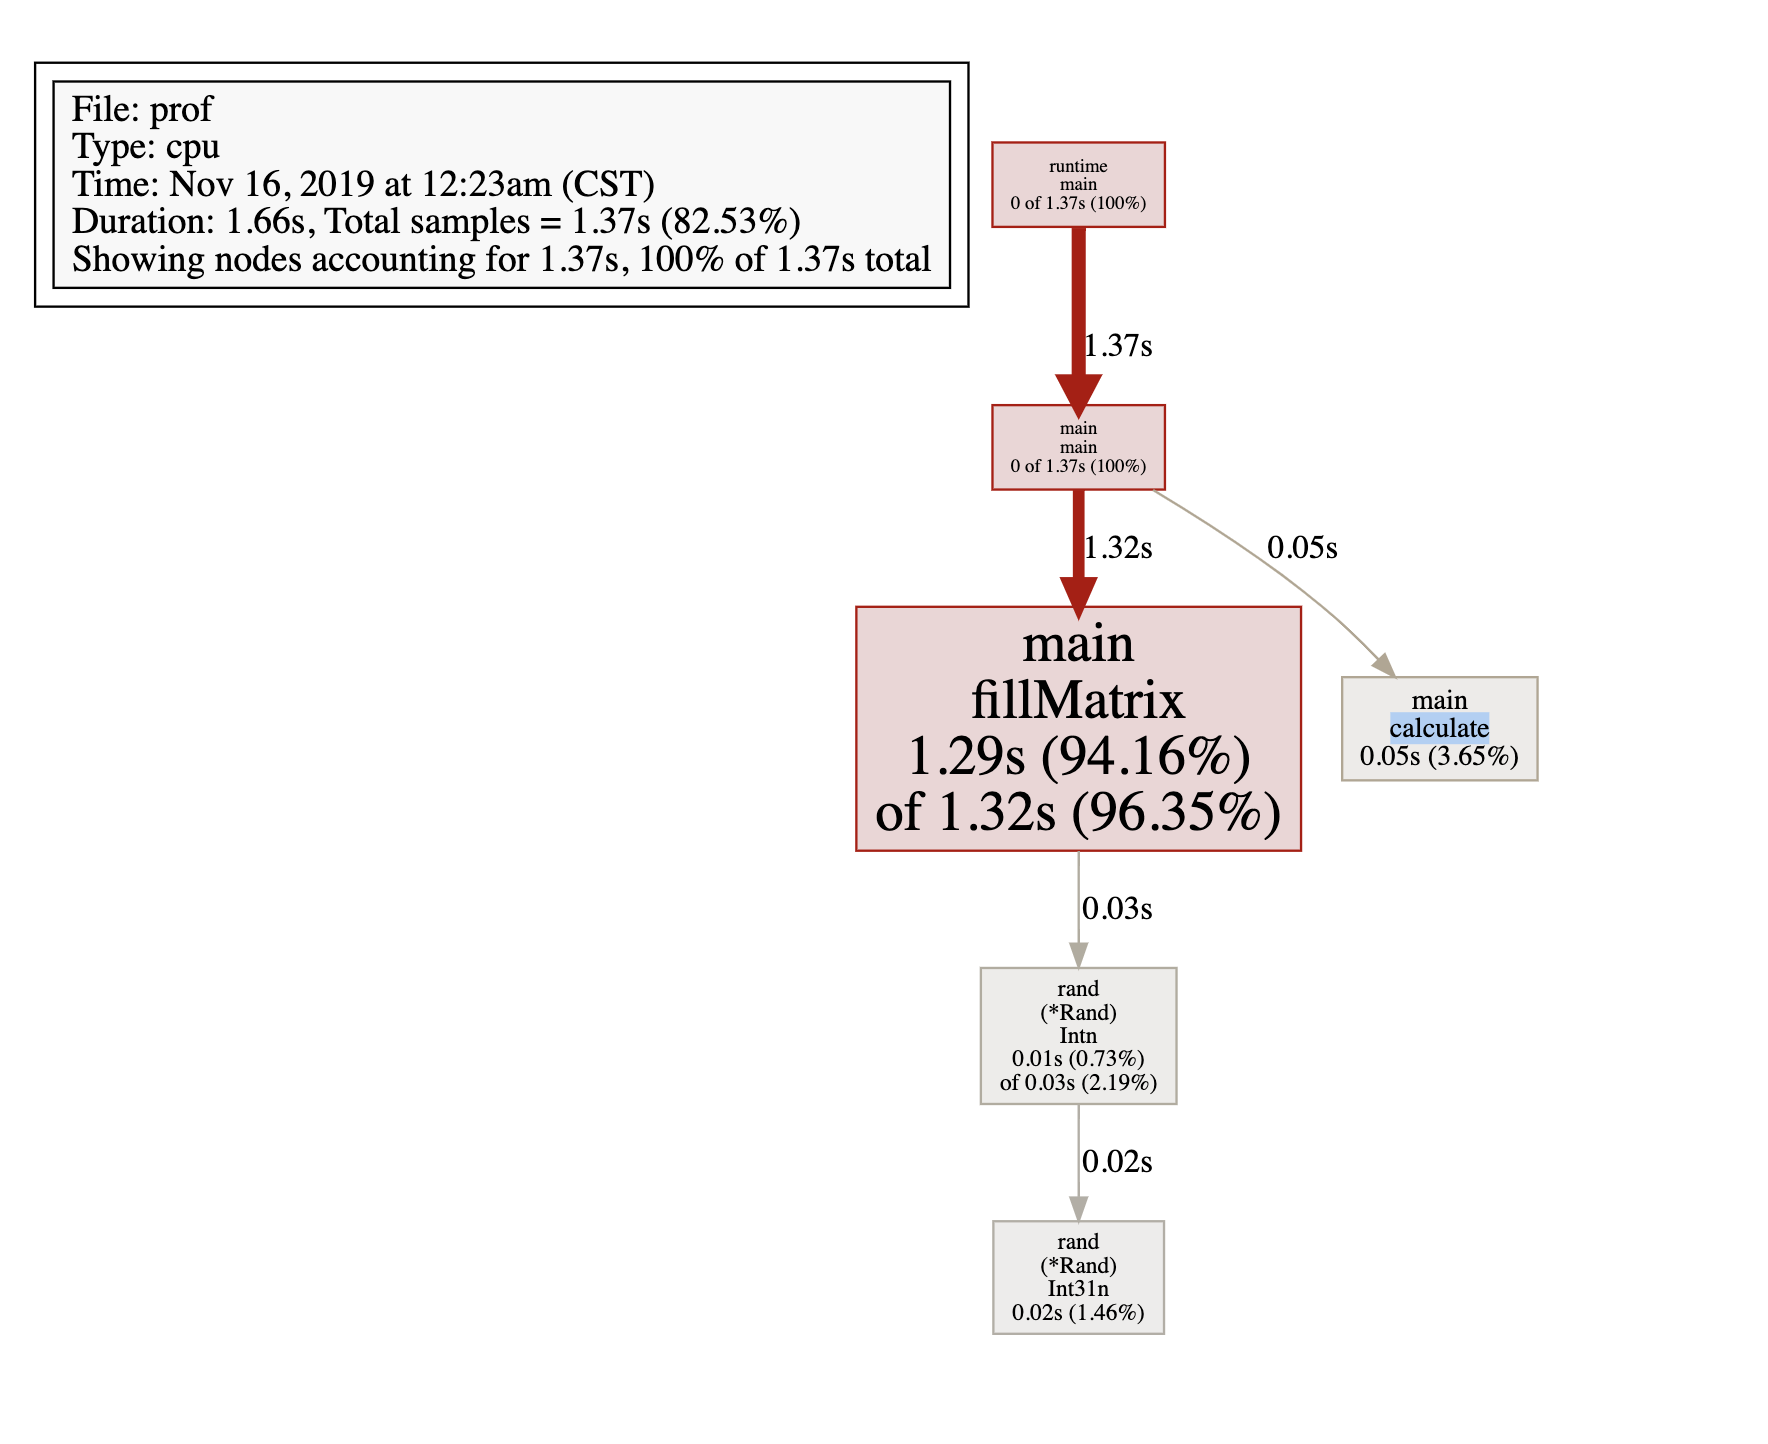 File: prof
Type: cpu
Time: Nov 16, 2019 at 12:23am (CST)
Duration: 1.66s, Total samples = 1.37s (82.53%)
Showing nodes accounting for 1.37s, 100% of 1.37s total
runtime
main
0 of 1.37s (100%)
1.37s
main
main
0 of 1.37s (100%)
1.32s
0.05s
main
fillMatrix
1.29s (94.16%)
of 1.32s (96.35%)
main
calculate
0.05s (3.65%)
0.03s
rand
(*Rand)
Intn
0.01s (0.73%)
of 0.03s (2.19%)
0.02s
rand
(*Rand)
Int31n
0.02s (1.46%)